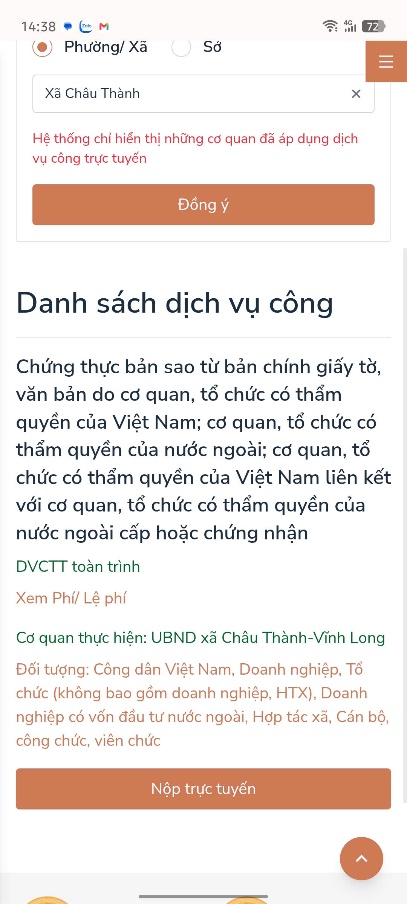 14:38
Zalo
4G
72
Phường/ Xã
Sở
Xã Châu Thành
Hệ thống chỉ hiển thị những cơ quan đã áp dụng dịch
vụ công trực tuyến
Đồng ý
Danh sách dịch vụ công
Chứng thực bản sao từ bản chính giấy tờ,
văn bản do cơ quan, tổ chức có thẩm
quyền của Việt Nam; cơ quan, tổ chức có
thẩm quyền của nước ngoài; cơ quan, tổ
chức có thẩm quyền của Việt Nam liên kết
với cơ quan, tổ chức có thẩm quyền của
nước ngoài cấp hoặc chứng nhận
DVCTT toàn trình
Xem Phí/ Lệ phí
Cơ quan thực hiện: UBND xã Châu Thành-Vĩnh Long
Đối tượng: Công dân Việt Nam, Doanh nghiệp, Tổ
chức (không bao gồm doanh nghiệp, HTX), Doanh
nghiệp có vốn đầu tư nước ngoài, Hợp tác xã, Cán bộ,
công chức, viên chức
Nộp trực tuyến